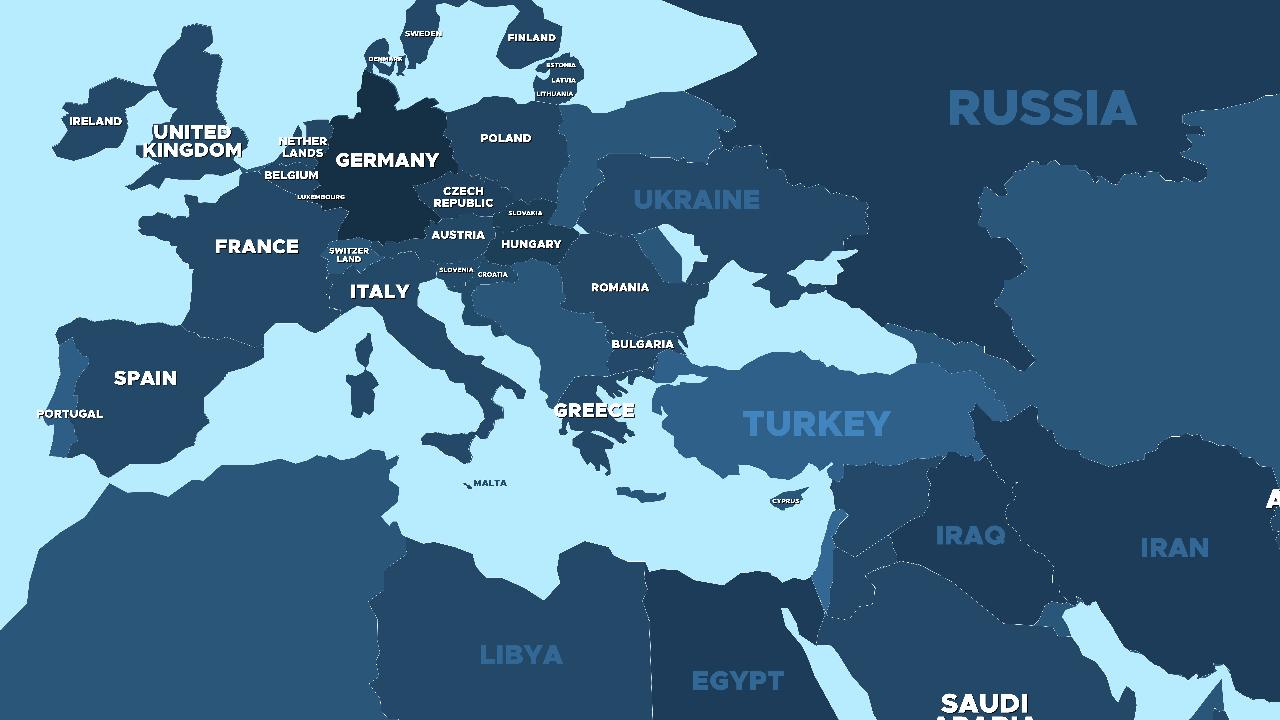 SWEDEN
FINLAND
DENMARK
ESTONIA
LATVIA
LITHUANIA
RUSSIA
IRELAND
UNITED
KINGDOM
NETHER
LANDS
GERMANY
POLAND
BELGIUM
LUXEMBOURG
CZECH
REPUBLIC
SLOVAKIA
UKRAINE
FRANCE
SWITZER
LAND
AUSTRIA
HUNGARY
SLOVENIA
CROATIA
ITALY
ROMANIA
BULGARIA
SPAIN
PORTUGAL
GREECE
TURKEY
MALTA
CYPRUS
IRAQ
IRAN
A
LIBYA
EGYPT
SAUDI
ARABIA